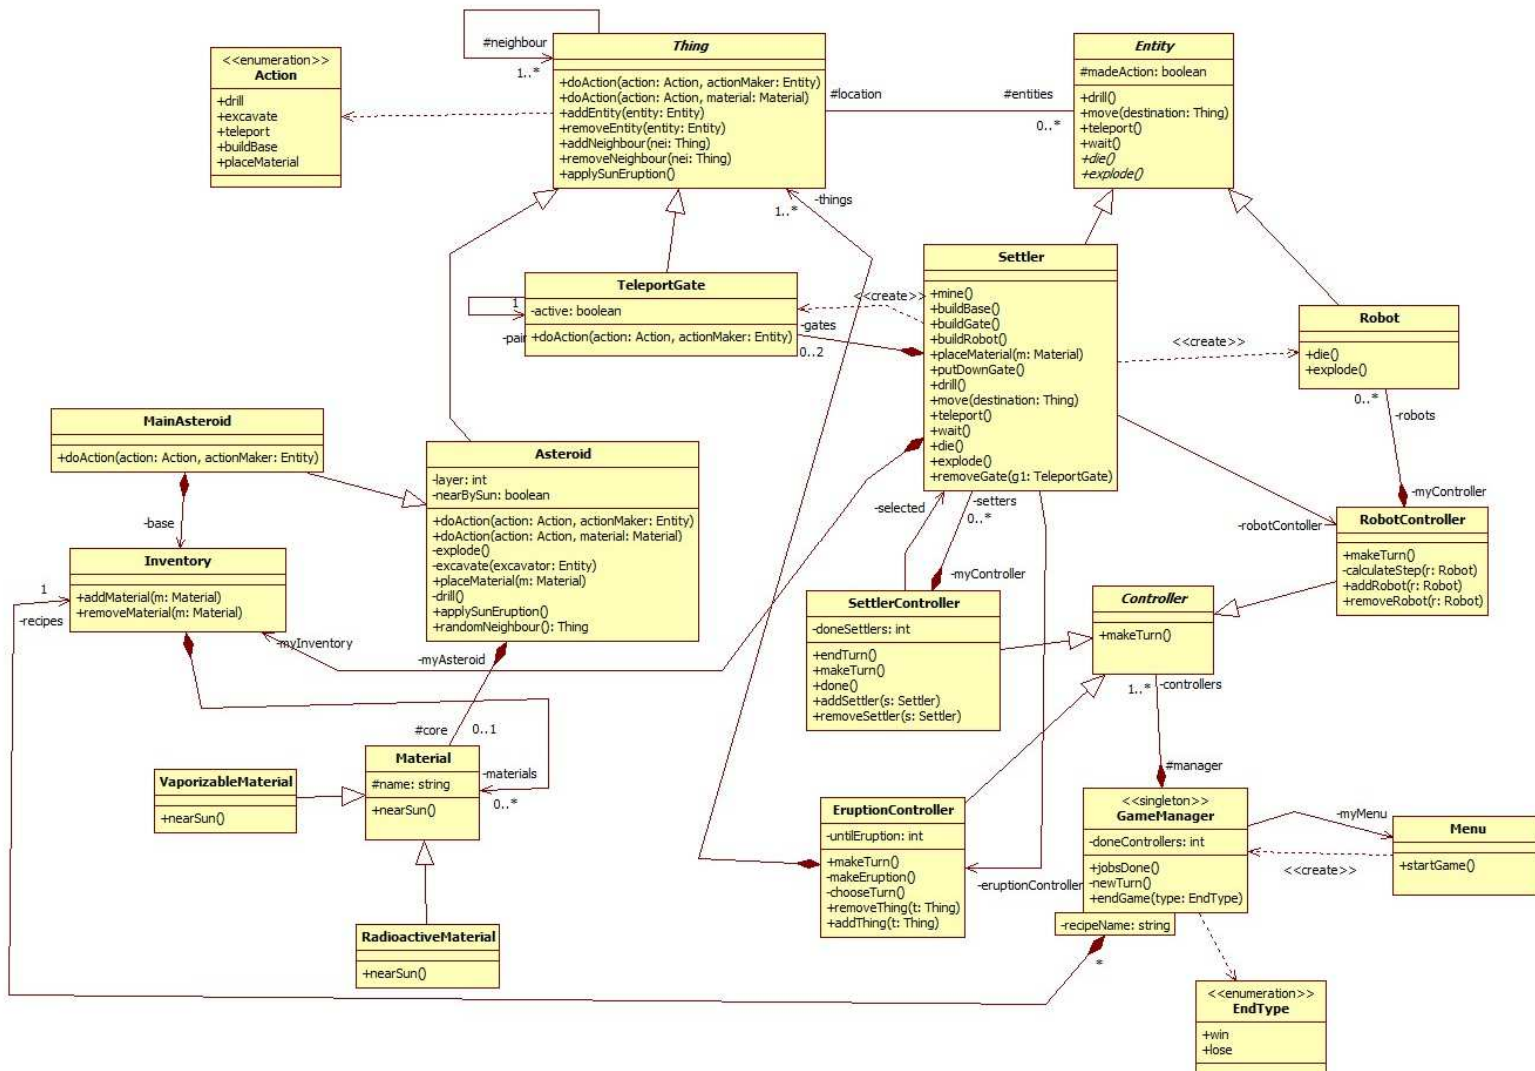 #neighbour
1..*
Thing
+doAction(action: Action, actionMaker: Entity)
+doAction(action: Action, material: Material)
+addEntity(entity: Entity)
+removeEntity(entity: Entity)
+addNeighbour(nei: Thing)
+removeNeighbour(nei: Thing)
+applySunEruption()
#location
#entities
0..*
Entity
#madeAction: boolean
+drill()
+move(destination: Thing)
+teleport()
+wait()
+die()
+explode()
<<enumeration>>
Action
+drill
+excavate
+teleport
+buildBase
+placeMaterial
-things
1..*
TeleportGate
-active: boolean
+doAction(action: Action, actionMaker: Entity)
1
-pair
<<create>>
-gates
0..2
Settler
+mine()
+buildBase()
+buildGate()
+buildRobot()
+placeMaterial(m: Material)
+putDownGate()
+drill()
+move(destination: Thing)
+teleport()
+wait()
+die()
+explode()
+removeGate(g1: TeleportGate)
<<create>>
Robot
+die()
+explode()
0..*
-robots
-myController
-robotContoller
RobotController
+makeTurn()
-calculateStep(r: Robot)
+addRobot(r: Robot)
+removeRobot(r: Robot)
MainAsteroid
+doAction(action: Action, actionMaker: Entity)
-base
Asteroid
-layer: int
-nearBySun: boolean
+doAction(action: Action, actionMaker: Entity)
+doAction(action: Action, material: Material)
-explode()
-excavate(excavator: Entity)
+placeMaterial(m: Material)
-drill()
+applySunEruption()
+randomNeighbour(): Thing
Inventory
+addMaterial(m: Material)
+removeMaterial(m: Material)
1
-recipes
-myInventory
-myAsteroid
-selected
-setters
0..*
-myController
SettlerController
-doneSettlers: int
+endTurn()
+makeTurn()
+done()
+addSettler(s: Settler)
+removeSettler(s: Settler)
Controller
+makeTurn()
1..*
-controllers
#manager
#core
0..1
-materials
0..*
Material
#name: string
+nearSun()
VaporizableMaterial
+nearSun()
RadioactiveMaterial
+nearSun()
EruptionController
-untilEruption: int
+makeTurn()
-makeEruption()
-chooseTurn()
+removeThing(t: Thing)
+addThing(t: Thing)
-eruptionController
<<singleton>>
GameManager
-doneControllers: int
+jobsDone()
-newTurn()
+endGame(type: EndType)
-recipeName: string
*
-myMenu
<<create>>
Menu
+startGame()
<<enumeration>>
EndType
+win
+lose